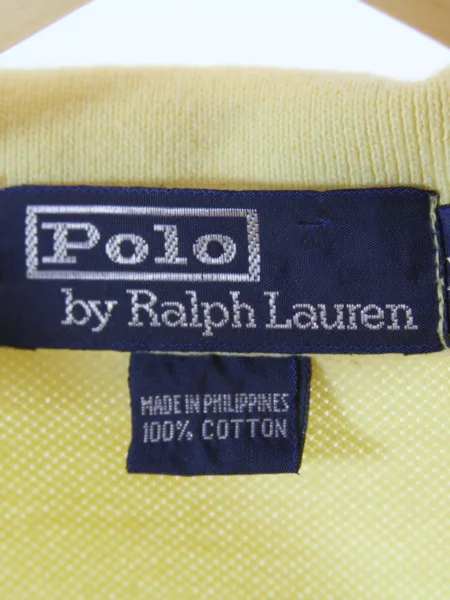 Polo
by Ralph Lauren
MADE IN PHILIPPINES
100% COTTON